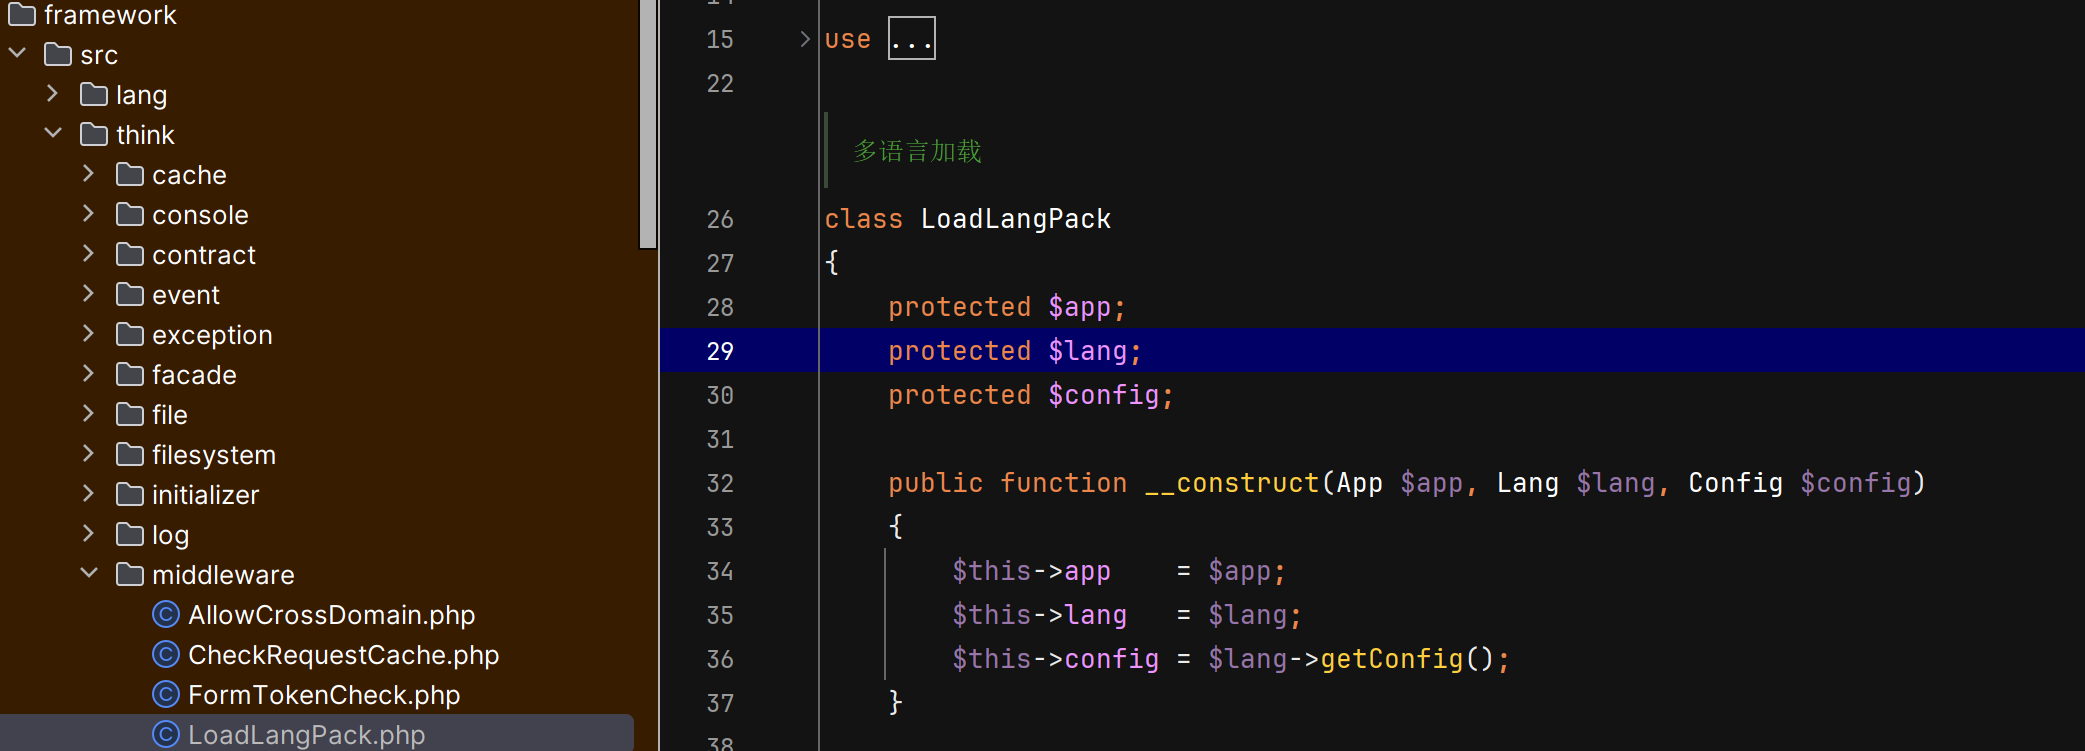 framework
src
lang
think
cache
console
contract
event
exception
facade
file
filesystem
initializer
log
middleware
AllowCrossDomain.php
CheckRequestCache.php
FormTokenCheck.php
LoadLangPack.php
14
15 use ...
22
多语言加载
26 class LoadLangPack
27 {
28 protected $app;
29 protected $lang;
30 protected $config;
31
32 public function __construct(App $app, Lang $lang, Config $config)
33 {
34 $this->app = $app;
35 $this->lang = $lang;
36 $this->config = $lang->getConfig();
37 }
38